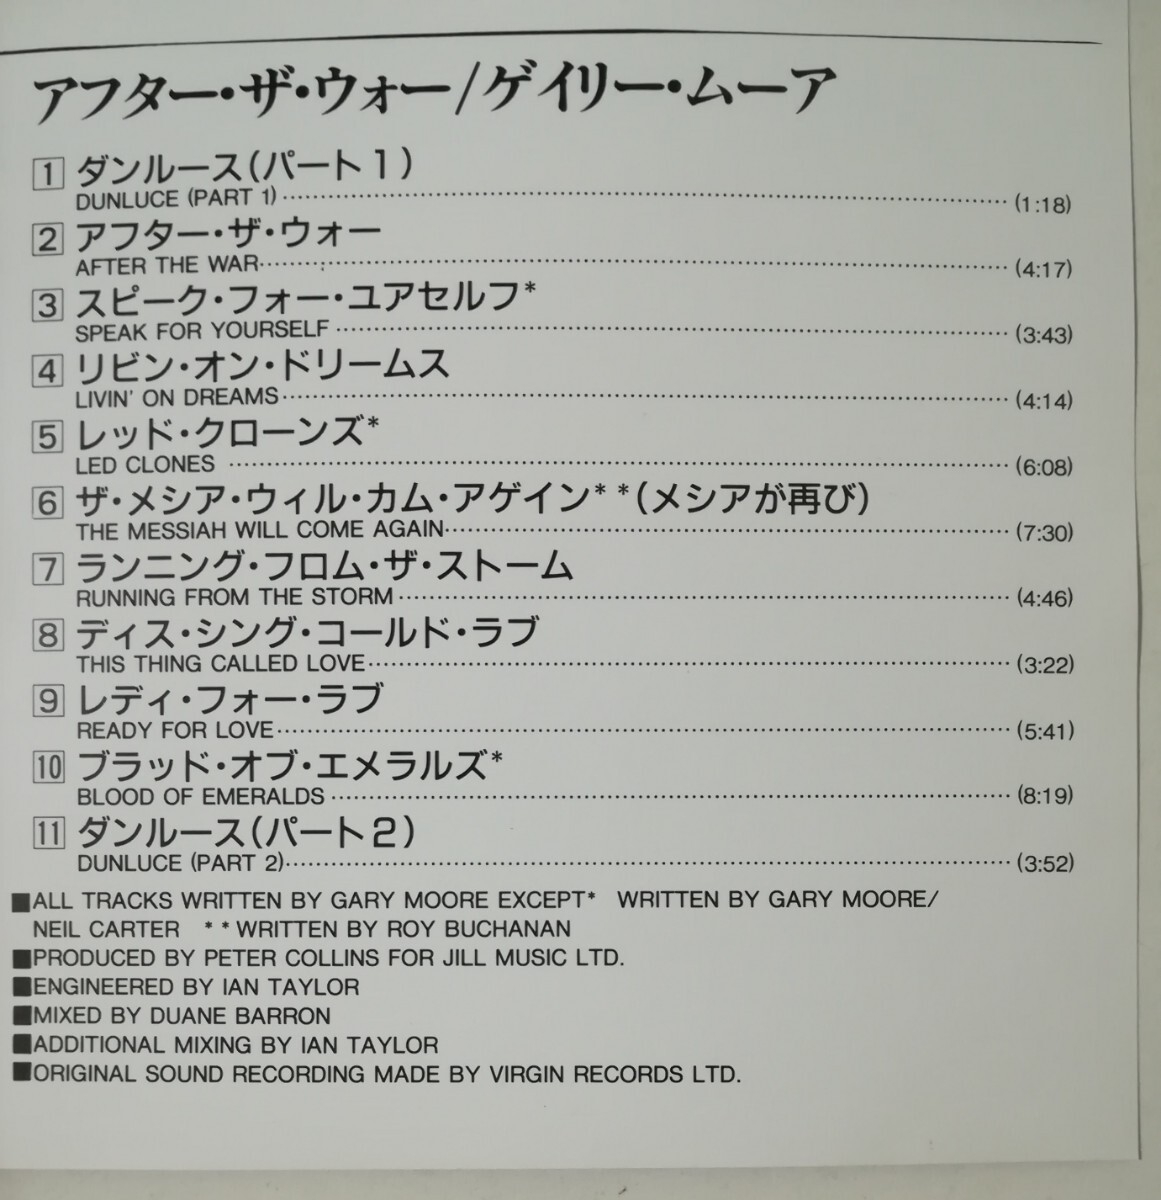 アフター・ザ・ウォー/ゲイリー・ムーア
1 ダンルース(パート1)
DUNLUCE (PART 1)……(1:18)
2 アフター・ザ・ウォー
AFTER THE WAR……(4:17)
3 スピーク・フォー・ユアセルフ*
SPEAK FOR YOURSELF……(3:43)
4 リビン・オン・ドリームス
LIVIN' ON DREAMS……(4:14)
5 レッド・クローンズ*
LED CLONES……(6:08)
6 ザ・メシア・ウィル・カム・アゲイン**(メシアが再び)
THE MESSIAH WILL COME AGAIN……(7:30)
7 ランニング・フロム・ザ・ストーム
RUNNING FROM THE STORM……(4:46)
8 ディス・シング・コールド・ラブ
THIS THING CALLED LOVE……(3:22)
9 レディ・フォー・ラブ
READY FOR LOVE……(5:41)
10 ブラッド・オブ・エメラルズ*
BLOOD OF EMERALDS……(8:19)
11 ダンルース(パート2)
DUNLUCE (PART 2)……(3:52)
■ALL TRACKS WRITTEN BY GARY MOORE EXCEPT* WRITTEN BY GARY MOORE/
NEIL CARTER **WRITTEN BY ROY BUCHANAN
■PRODUCED BY PETER COLLINS FOR JILL MUSIC LTD.
■ENGINEERED BY IAN TAYLOR
■MIXED BY DUANE BARRON
■ADDITIONAL MIXING BY IAN TAYLOR
■ORIGINAL SOUND RECORDING MADE BY VIRGIN RECORDS LTD.